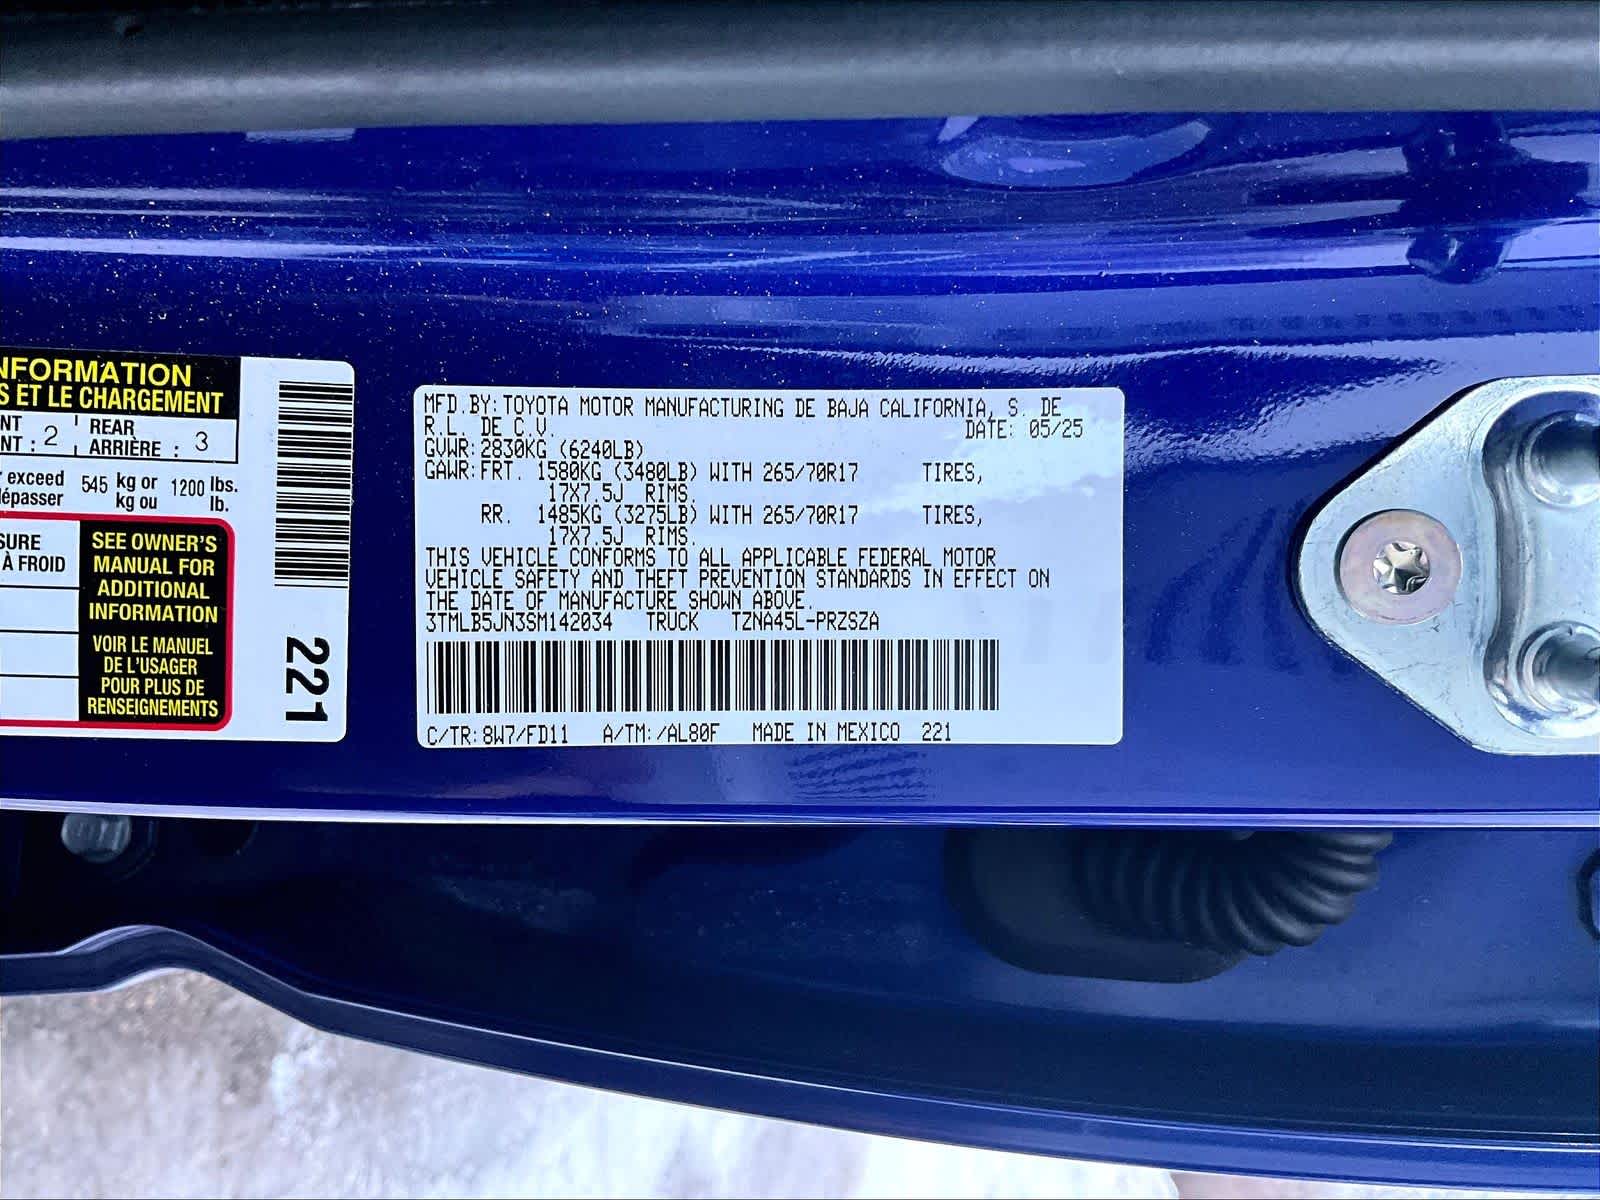 NFORMATION
S ET LE CHARGEMENT
NT : 2 REAR
ARRIÈRE : 3
exceed 545 kg or 1200 lbs.
épasser kg ou lb.
SURE
À FROID
SEE OWNER'S
MANUAL FOR
ADDITIONAL
INFORMATION
VOIR LE MANUEL
DE L'USAGER
POUR PLUS DE
RENSEIGNEMENTS
221
MFD.BY:TOYOTA MOTOR MANUFACTURING DE BAJA CALIFORNIA, S. DE
R.L. DE C.V. DATE: 05/25
GVWR:2830KG (6240LB)
GAWR:FRT. 1580KG (3480LB) WITH 265/70R17 TIRES,
17X7.5J RIMS.
RR. 1485KG (3275LB) WITH 265/70R17 TIRES,
17X7.5J RIMS.
THIS VEHICLE CONFORMS TO ALL APPLICABLE FEDERAL MOTOR
VEHICLE SAFETY AND THEFT PREVENTION STANDARDS IN EFFECT ON
THE DATE OF MANUFACTURE SHOWN ABOVE.
3TMLB5JN3SM142034 TRUCK TZNA45L-PRZSZA
C/TR:8W7/FD11 A/TM:/AL80F MADE IN MEXICO 221